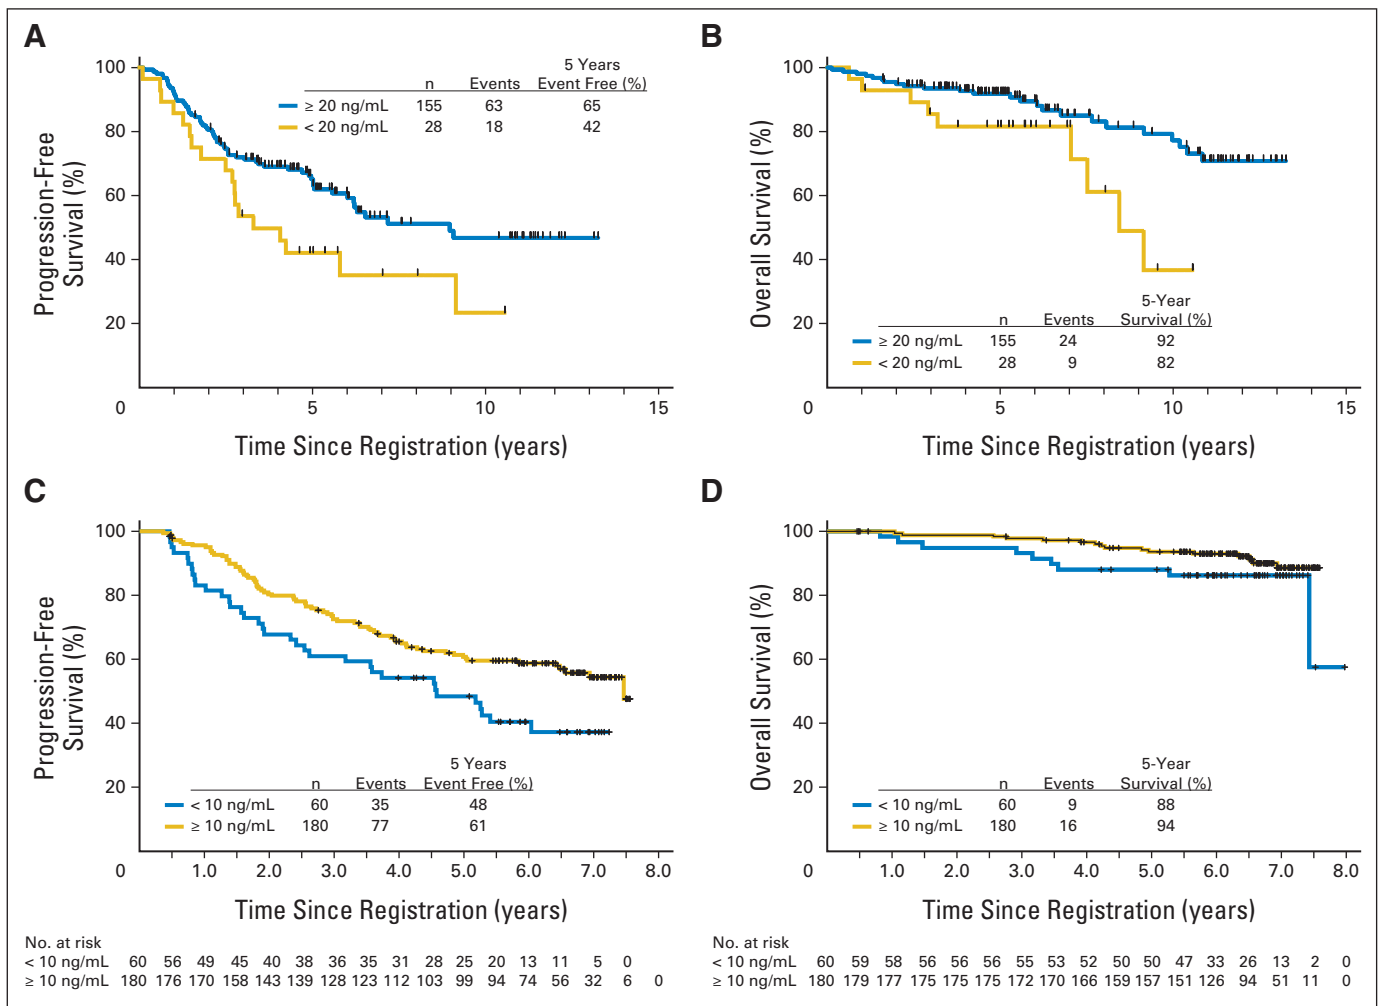 A
Progression-Free
Survival (%)
100
80
60
40
20
0
5
10
15
Time Since Registration (years)
5 Years
n Events Event Free (%)
≥ 20 ng/mL 155 63 65
< 20 ng/mL 28 18 42
B
Overall Survival (%)
100
80
60
40
20
0
5
10
15
Time Since Registration (years)
5-Year
n Events Survival (%)
≥ 20 ng/mL 155 24 92
< 20 ng/mL 28 9 82
C
Progression-Free
Survival (%)
100
80
60
40
20
0 1.0 2.0 3.0 4.0 5.0 6.0 7.0 8.0
Time Since Registration (years)
5 Years
n Events Event Free (%)
< 10 ng/mL 60 35 48
≥ 10 ng/mL 180 77 61
No. at risk
< 10 ng/mL 60 56 49 45 40 38 36 35 31 28 25 20 13 11 5 0
≥ 10 ng/mL 180 176 170 158 143 139 128 123 112 103 99 94 74 56 32 6 0
D
Overall Survival (%)
100
80
60
40
20
0 1.0 2.0 3.0 4.0 5.0 6.0 7.0 8.0
Time Since Registration (years)
5-Year
n Events Survival (%)
< 10 ng/mL 60 9 88
≥ 10 ng/mL 180 16 94
No. at risk
< 10 ng/mL 60 59 58 56 56 56 55 53 52 50 50 47 33 26 13 2 0
≥ 10 ng/mL 180 179 177 175 175 175 172 170 166 159 157 151 126 94 51 11 0